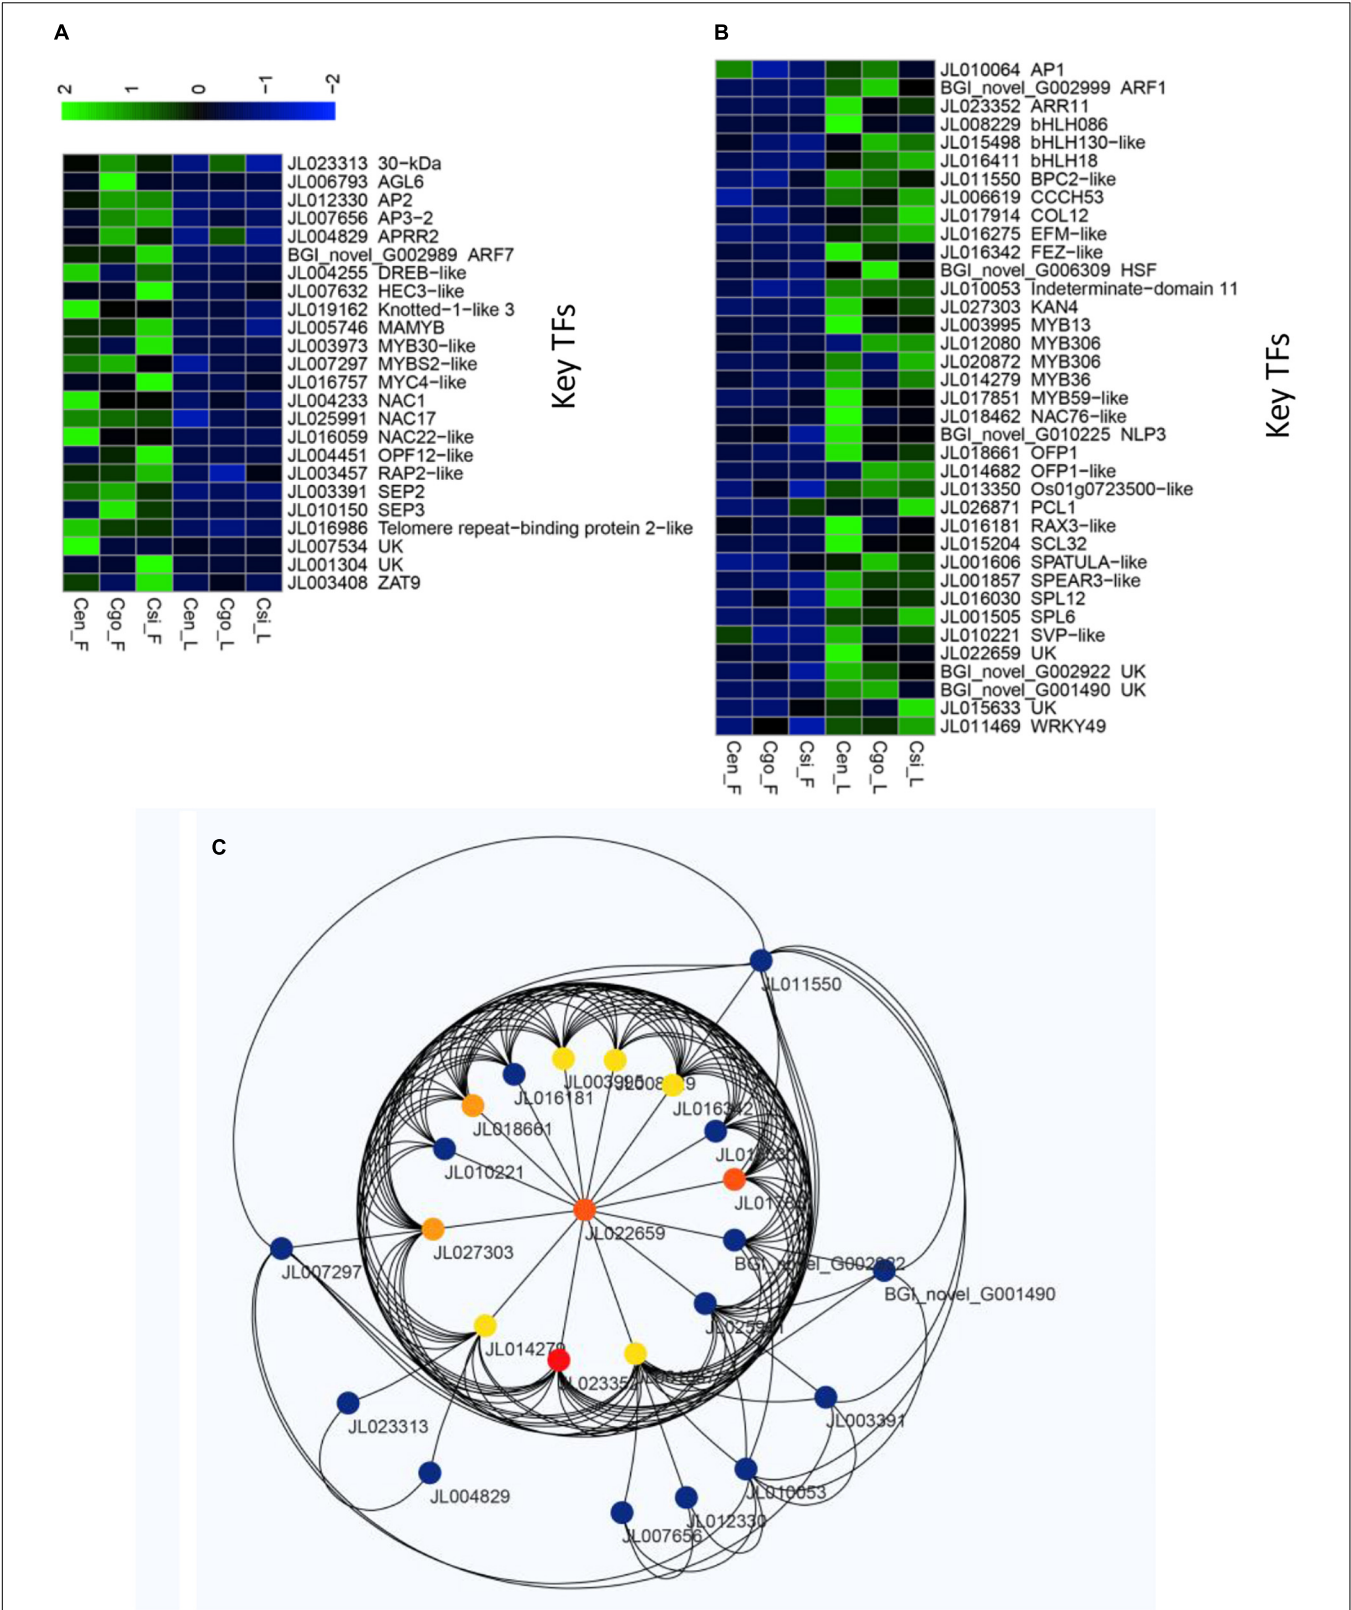 A
2 1 0 −1 −2
JL023313 30−kDa
JL006793 AGL6
JL012330 AP2
JL007656 AP3−2
JL004829 APRR2
BGI_novel_G002989 ARF7
JL004255 DREB−like
JL007632 HEC3−like
JL019162 Knotted−1−like 3
JL005746 MAMYB
JL003973 MYB30−like
JL007297 MYBS2−like
JL016757 MYC4−like
JL004233 NAC1
JL025991 NAC17
JL016059 NAC22−like
JL004451 OPF12−like
JL003457 RAP2−like
JL003391 SEP2
JL010150 SEP3
JL016986 Telomere repeat−binding protein 2−like
JL007534 UK
JL001304 UK
JL003408 ZAT9
Cen_F Cgo_F Csi_F Cen_L Cgo_L Csi_L
Key TFs
B
JL010064 AP1
BGI_novel_G002999 ARF1
JL023352 ARR11
JL008229 bHLH086
JL015498 bHLH130−like
JL016411 bHLH18
JL011550 BPC2−like
JL006619 CCCH53
JL017914 COL12
JL016275 EFM−like
JL016342 FEZ−like
BGI_novel_G006309 HSF
JL010053 Indeterminate−domain 11
JL027303 KAN4
JL003995 MYB13
JL012080 MYB306
JL020872 MYB306
JL014279 MYB36
JL017851 MYB59−like
JL018462 NAC76−like
BGI_novel_G010225 NLP3
JL018661 OFP1
JL014682 OFP1−like
JL013350 Os01g0723500−like
JL026871 PCL1
JL016181 RAX3−like
JL015204 SCL32
JL001606 SPATULA−like
JL001857 SPEAR3−like
JL016030 SPL12
JL001505 SPL6
JL010221 SVP−like
JL022659 UK
BGI_novel_G002922 UK
BGI_novel_G001490 UK
JL015633 UK
JL011469 WRKY49
Cen_F Cgo_F Csi_F Cen_L Cgo_L Csi_L
Key TFs
C
JL011550
JL003995
JL016181
JL016342
JL018661
JL010221
JL022659
JL027303
BGI_novel_G002922
JL007297
BGI_novel_G001490
JL014279
JL023352
JL023313
JL003391
JL004829
JL010053
JL012330
JL007656